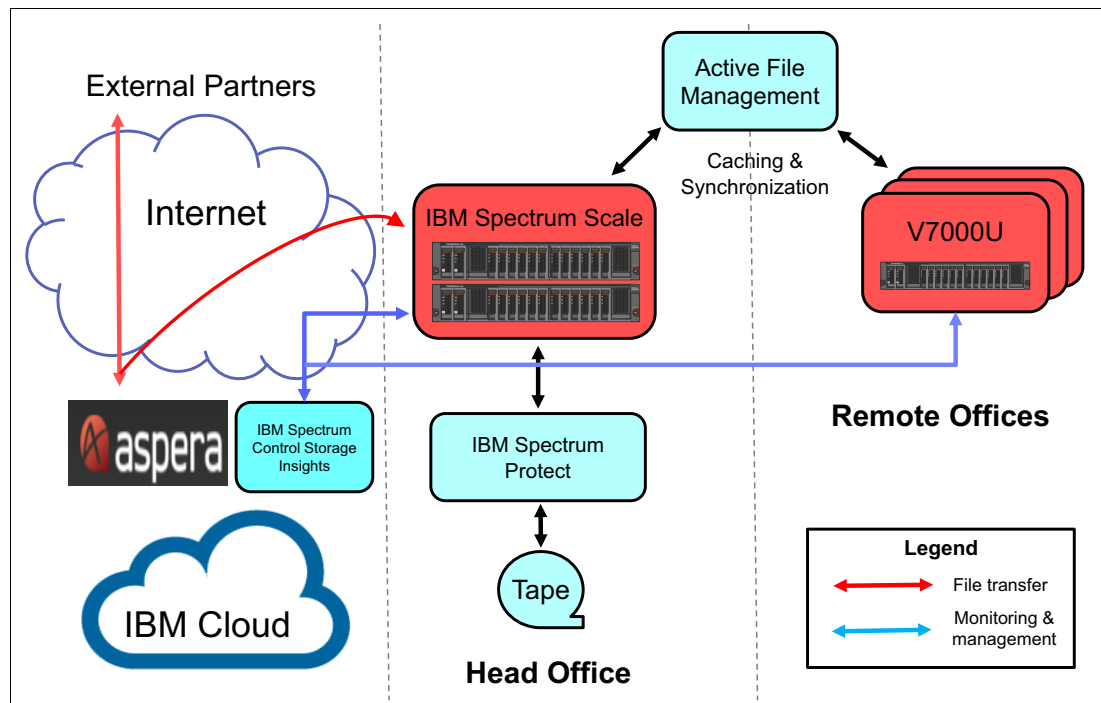 External Partners
Internet
aspera
IBM Spectrum
Control Storage
Insights
IBM Cloud
Active File
Management
Caching &
Synchronization
IBM Spectrum Scale
IBM Spectrum
Protect
Tape
Head Office
V7000U
Remote Offices
Legend
File transfer
Monitoring &
management